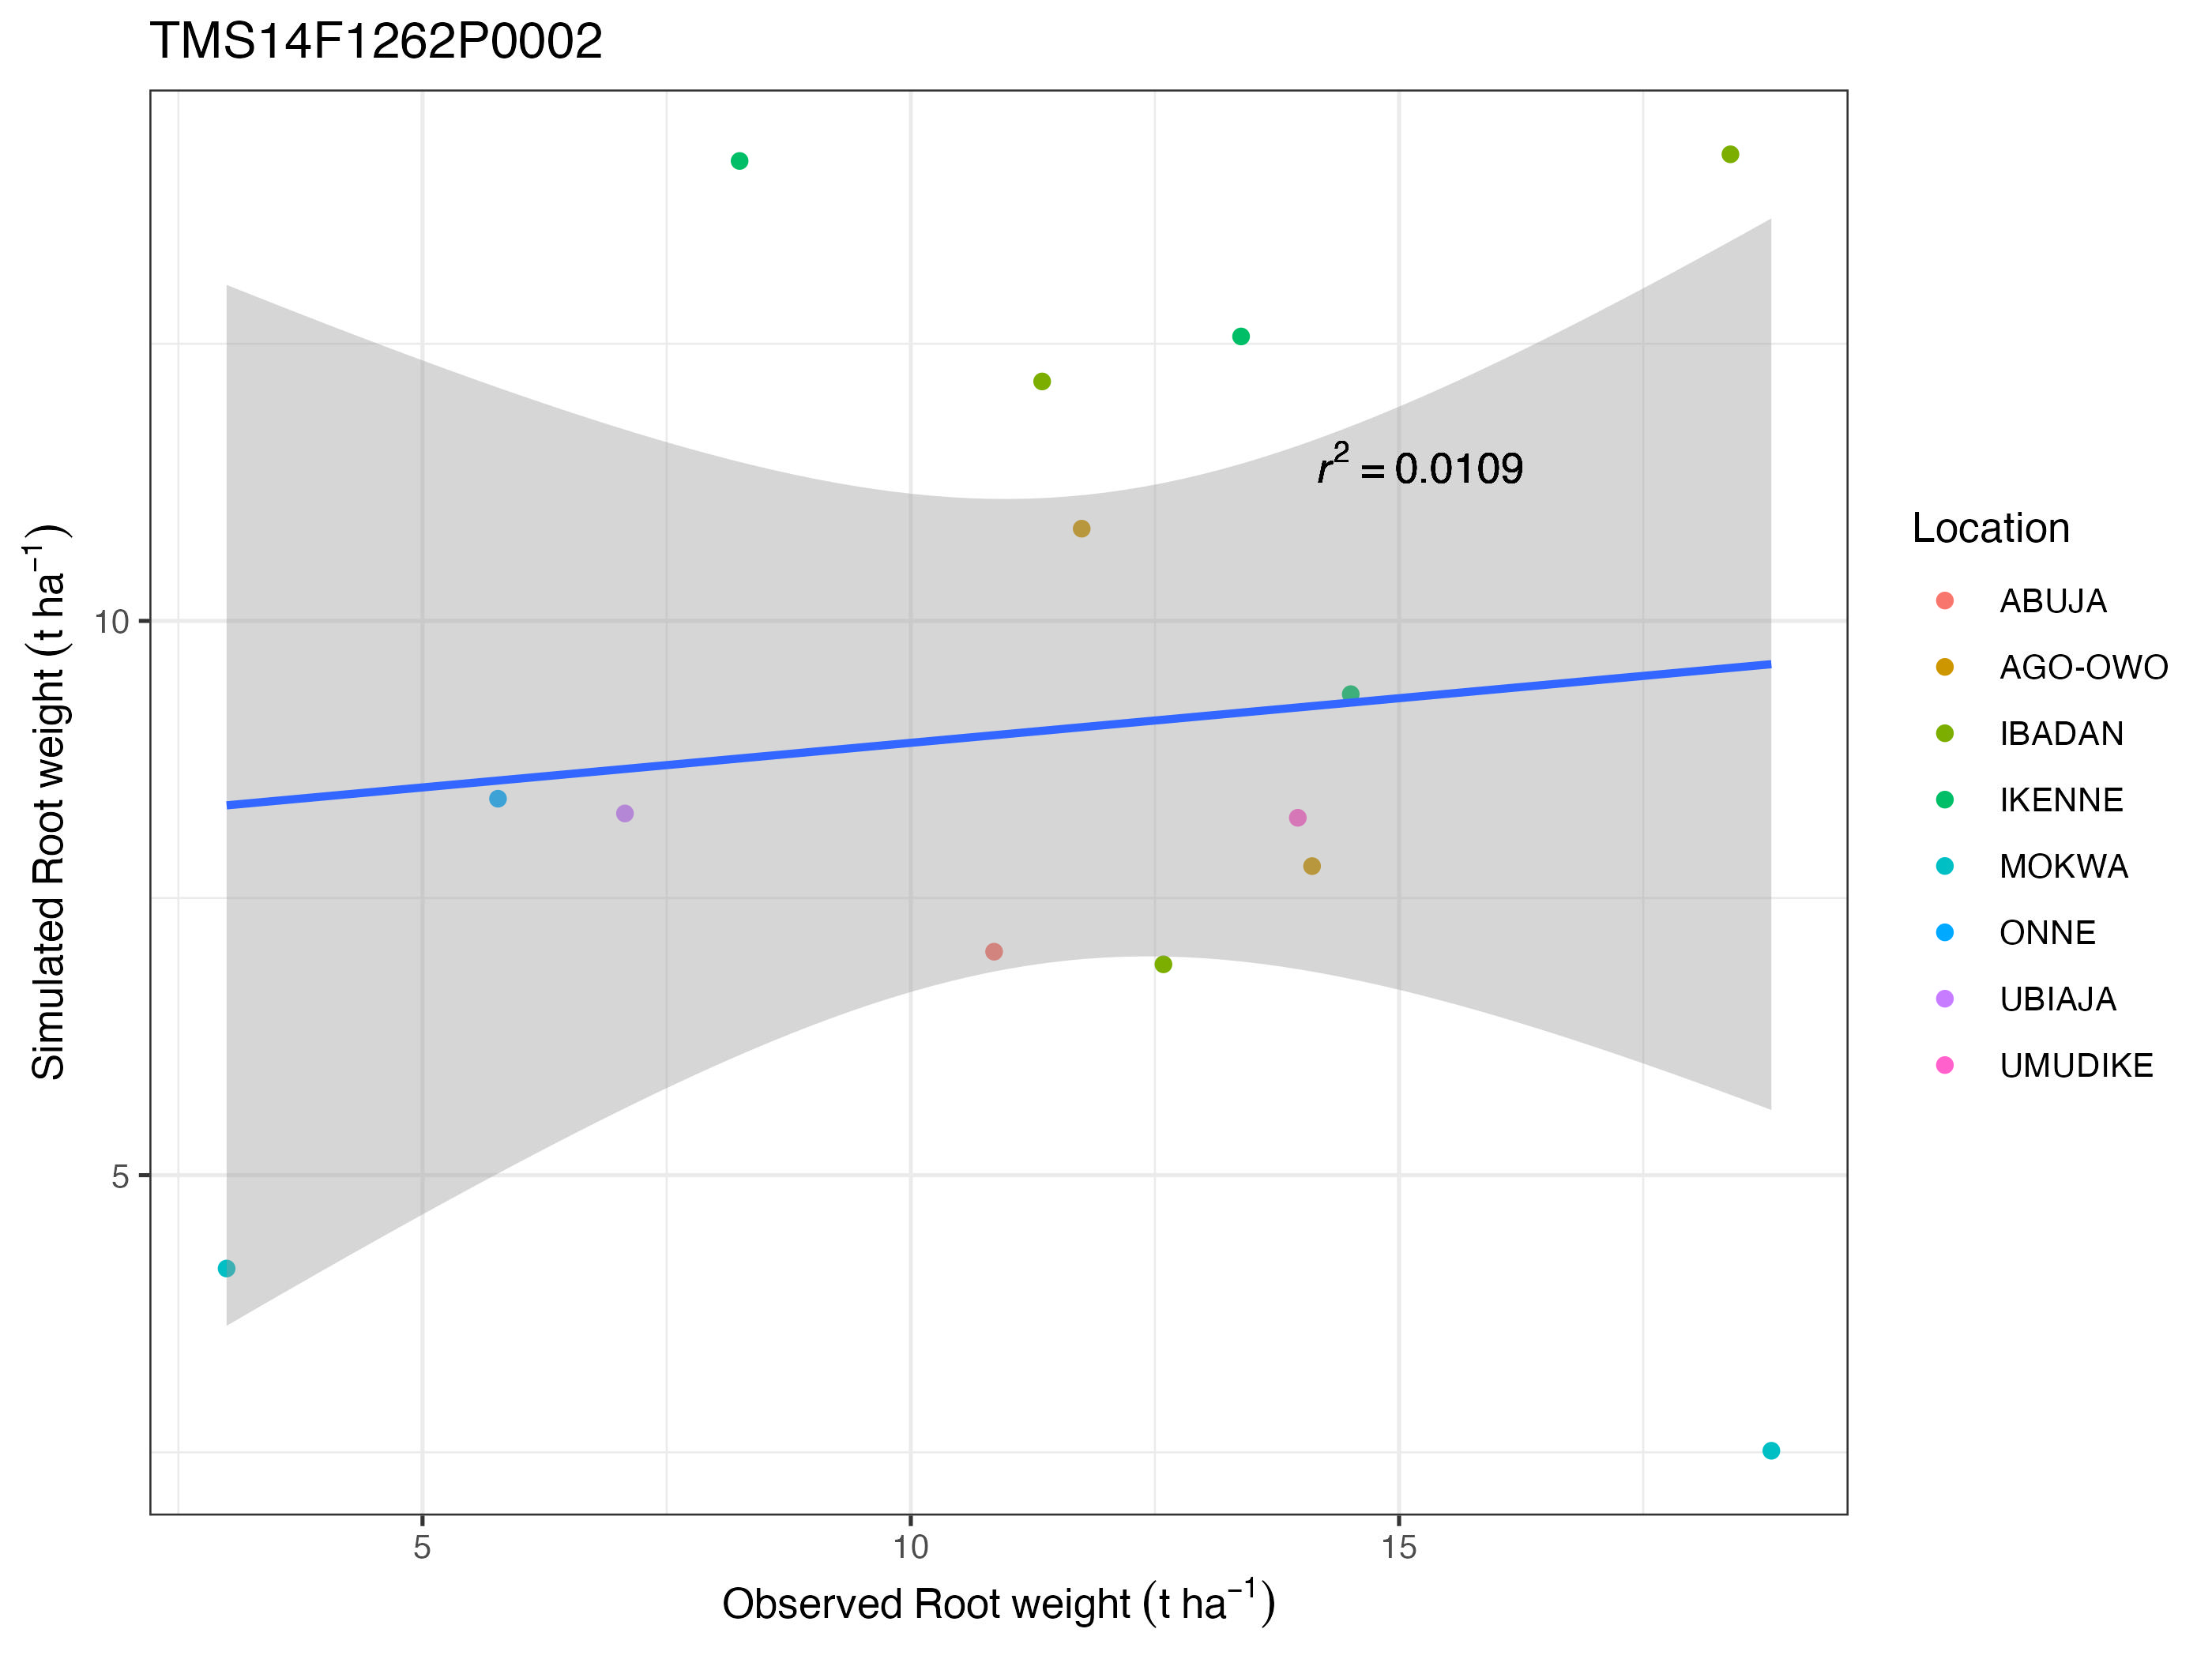 TMS14F1262P0002
r² = 0.0109
10
5
Simulated Root weight (t ha⁻¹)
5 10 15
Observed Root weight (t ha⁻¹)
Location
ABUJA
AGO-OWO
IBADAN
IKENNE
MOKWA
ONNE
UBIAJA
UMUDIKE